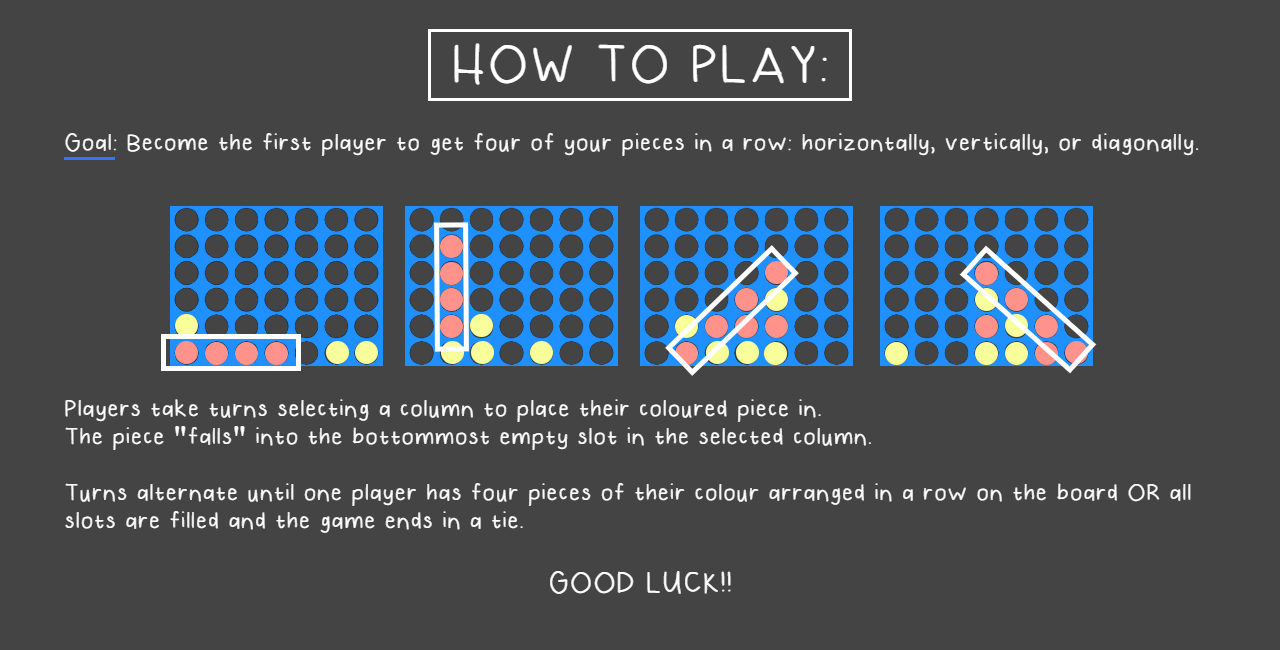 HOW TO PLAY:
Goal: Become the first player to get four of your pieces in a row: horizontally, vertically, or diagonally.
Players take turns selecting a column to place their coloured piece in.
The piece "falls" into the bottommost empty slot in the selected column.
Turns alternate until one player has four pieces of their colour arranged in a row on the board OR all
slots are filled and the game ends in a tie.
GOOD LUCK!!